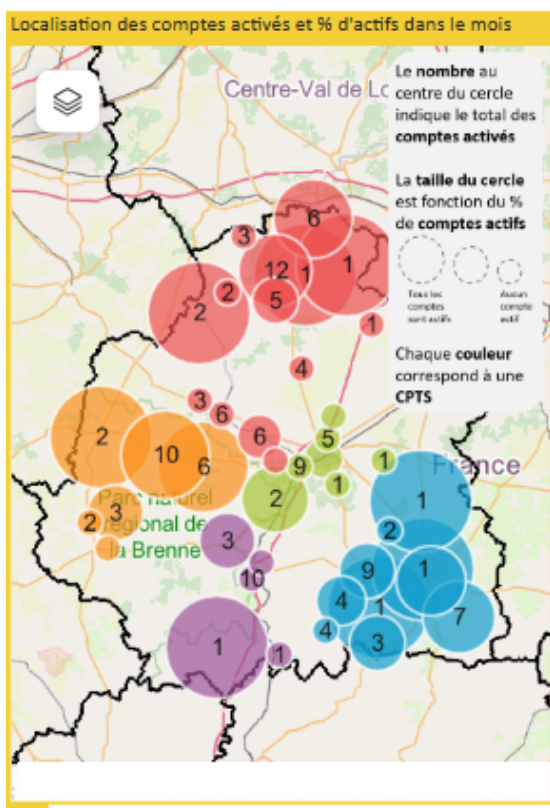 Localisation des comptes activés et % d'actifs dans le mois
Centre-Val de Lo
Le nombre au
centre du cercle
indique le total des
comptes activés
La taille du cercle
est fonction du %
de comptes actifs
Tous les
comptes
sont actifs
Aucun
compte
actif
Chaque couleur
correspond à une
CPTS
6
3
12
1
1
2
5
2
1
4
3
6
6
5
2
10
6
9
1
1
France
2
1
3
2
Parc naturel
régional de
la Brenne
3
2
10
9
1
4
1
7
4
3
1
1